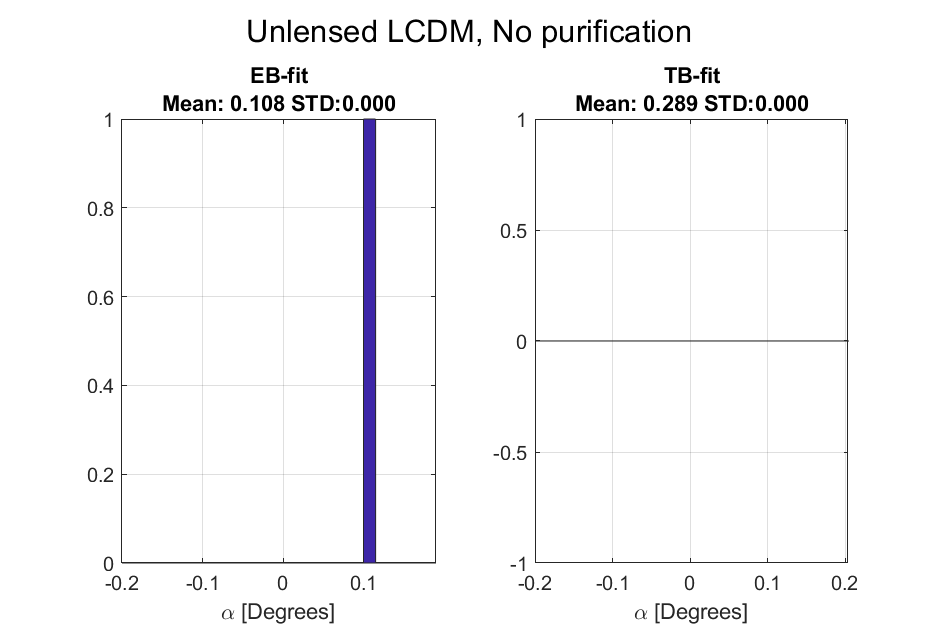 Unlensed LCDM, No purification
EB-fit
Mean: 0.108 STD:0.000
1
0.8
0.6
0.4
0.2
0
-0.2 -0.1 0 0.1
α [Degrees]
TB-fit
Mean: 0.289 STD:0.000
1
0.5
0
-0.5
-1
-0.2 -0.1 0 0.1 0.2
α [Degrees]